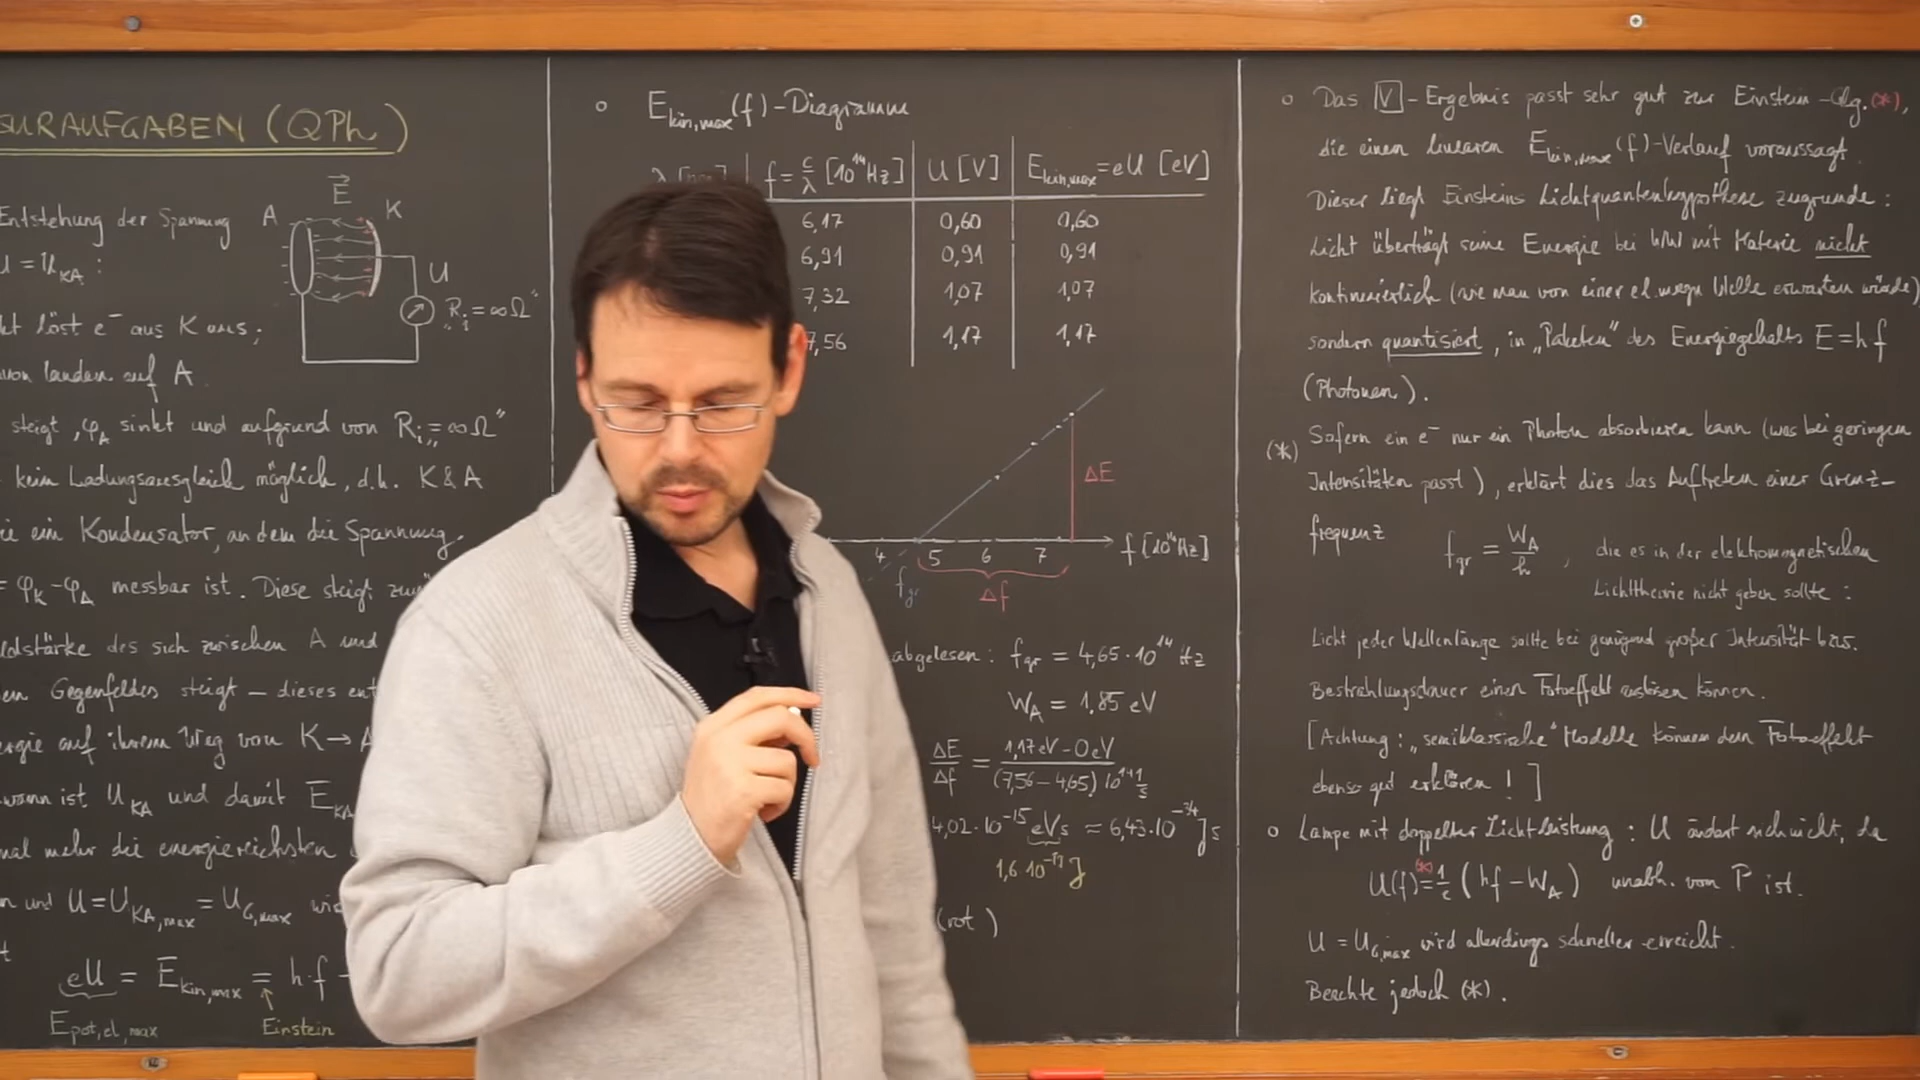 SURAUFGABEN (QPh)
Entstehung der Spannung
U = U_KA :
A
E
K
U
"R_i = ∞Ω"
löst e⁻ aus K aus;
von landen auf A.
steigt, φ_A sinkt und aufgrund von „R_i = ∞Ω"
kein Ladungsausgleich möglich, d.h. K & A
ein Kondensator, an dem die Spannung
= φ_K - φ_A messbar ist. Diese steigt
ldstärke des sich zwischen A und
en Gegenfeldes steigt – dieses
ergie auf ihrem Weg von K → A
wann ist U_KA und damit E_KA
mal mehr die energiereichsten
und U = U_KA,max = U_G,max
eU = E_kin,max = h·f -
E_pot,el,max
Einstein
○ E_kin,max(f)-Diagramm
f = c/λ [10¹⁴ Hz] U [V] E_kin,max = eU [eV]
6,17 0,60 0,60
6,91 0,91 0,91
7,32 1,07 1,07
7,56 1,17 1,17
ΔE
4 5 6 7 f [10¹⁴ Hz]
f_gr Δf
abgelesen: f_gr = 4,65·10¹⁴ Hz
W_A = 1,85 eV
ΔE/Δf = (1,17 eV - 0 eV)/((7,56 - 4,65) 10¹⁴ 1/s)
4,02·10⁻¹⁵ eVs ≈ 6,43·10⁻³⁴ Js
1,6·10⁻¹⁹ J
(rot)
○ Das V-Ergebnis passt sehr gut zur Einstein-Glg. (*),
die einen linearen E_kin,max(f)-Verlauf voraussagt.
Dieser liegt Einsteins Lichtquantenhypothese zugrunde:
Licht überträgt seine Energie bei WW mit Materie nicht
kontinuierlich (wie man von einer el.magn. Welle erwarten würde)
sondern quantisiert, in „Paketen" des Energiegehalts E = h f
(Photonen).
(*) Sofern ein e⁻ nur ein Photon absorbieren kann (was bei geringen
Intensitäten passt), erklärt dies das Auftreten einer Grenz-
frequenz f_gr = W_A/h, die es in der elektromagnetischen
Lichttheorie nicht geben sollte:
Licht jeder Wellenlänge sollte bei genügend großer Intensität bzw.
Bestrahlungsdauer einen Fotoeffekt auslösen können.
[Achtung: „semiklassische" Modelle können den Fotoeffekt
ebenso gut erklären!]
○ Lampe mit doppelter Lichtleistung: U ändert sich nicht, da
U(f) (*)= 1/e (hf - W_A) unabh. von P ist.
U = U_G,max wird allerdings schneller erreicht.
Beachte jedoch (*).